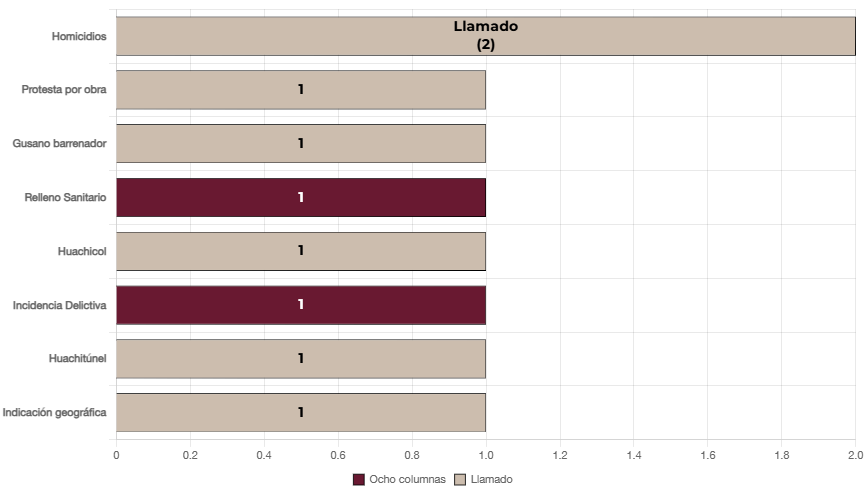 Homicidios
Llamado
(2)
Protesta por obra
1
Gusano barrenador
1
Relleno Sanitario
1
Huachicol
1
Incidencia Delictiva
1
Huachitúnel
1
Indicación geográfica
1
0 0.2 0.4 0.6 0.8 1.0 1.2 1.4 1.6 1.8 2.0
Ocho columnas Llamado